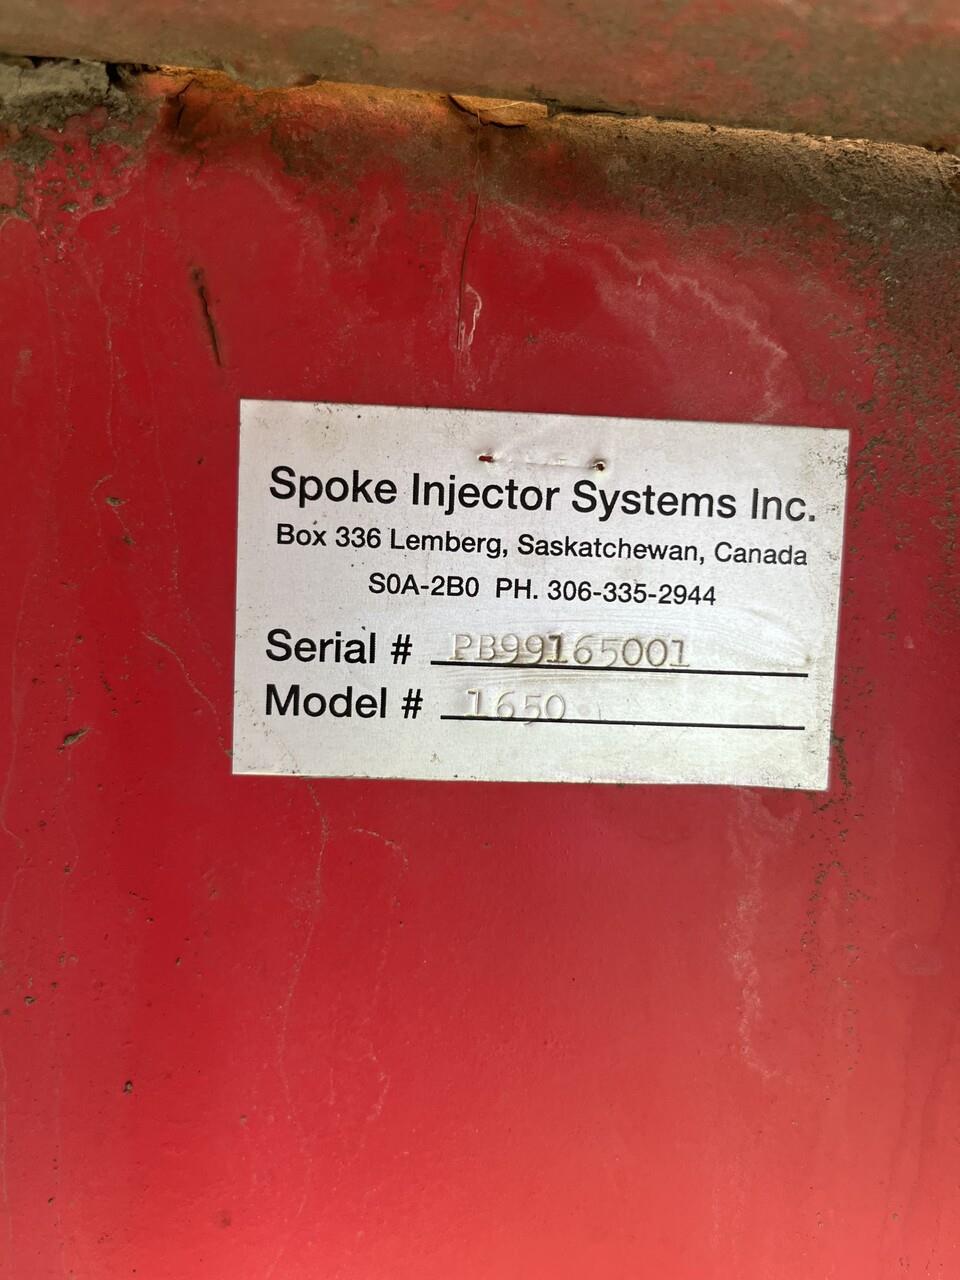 Spoke Injector Systems Inc.
Box 336 Lemberg, Saskatchewan, Canada
S0A-2B0 PH. 306-335-2944
Serial # PB99165001
Model # 1650